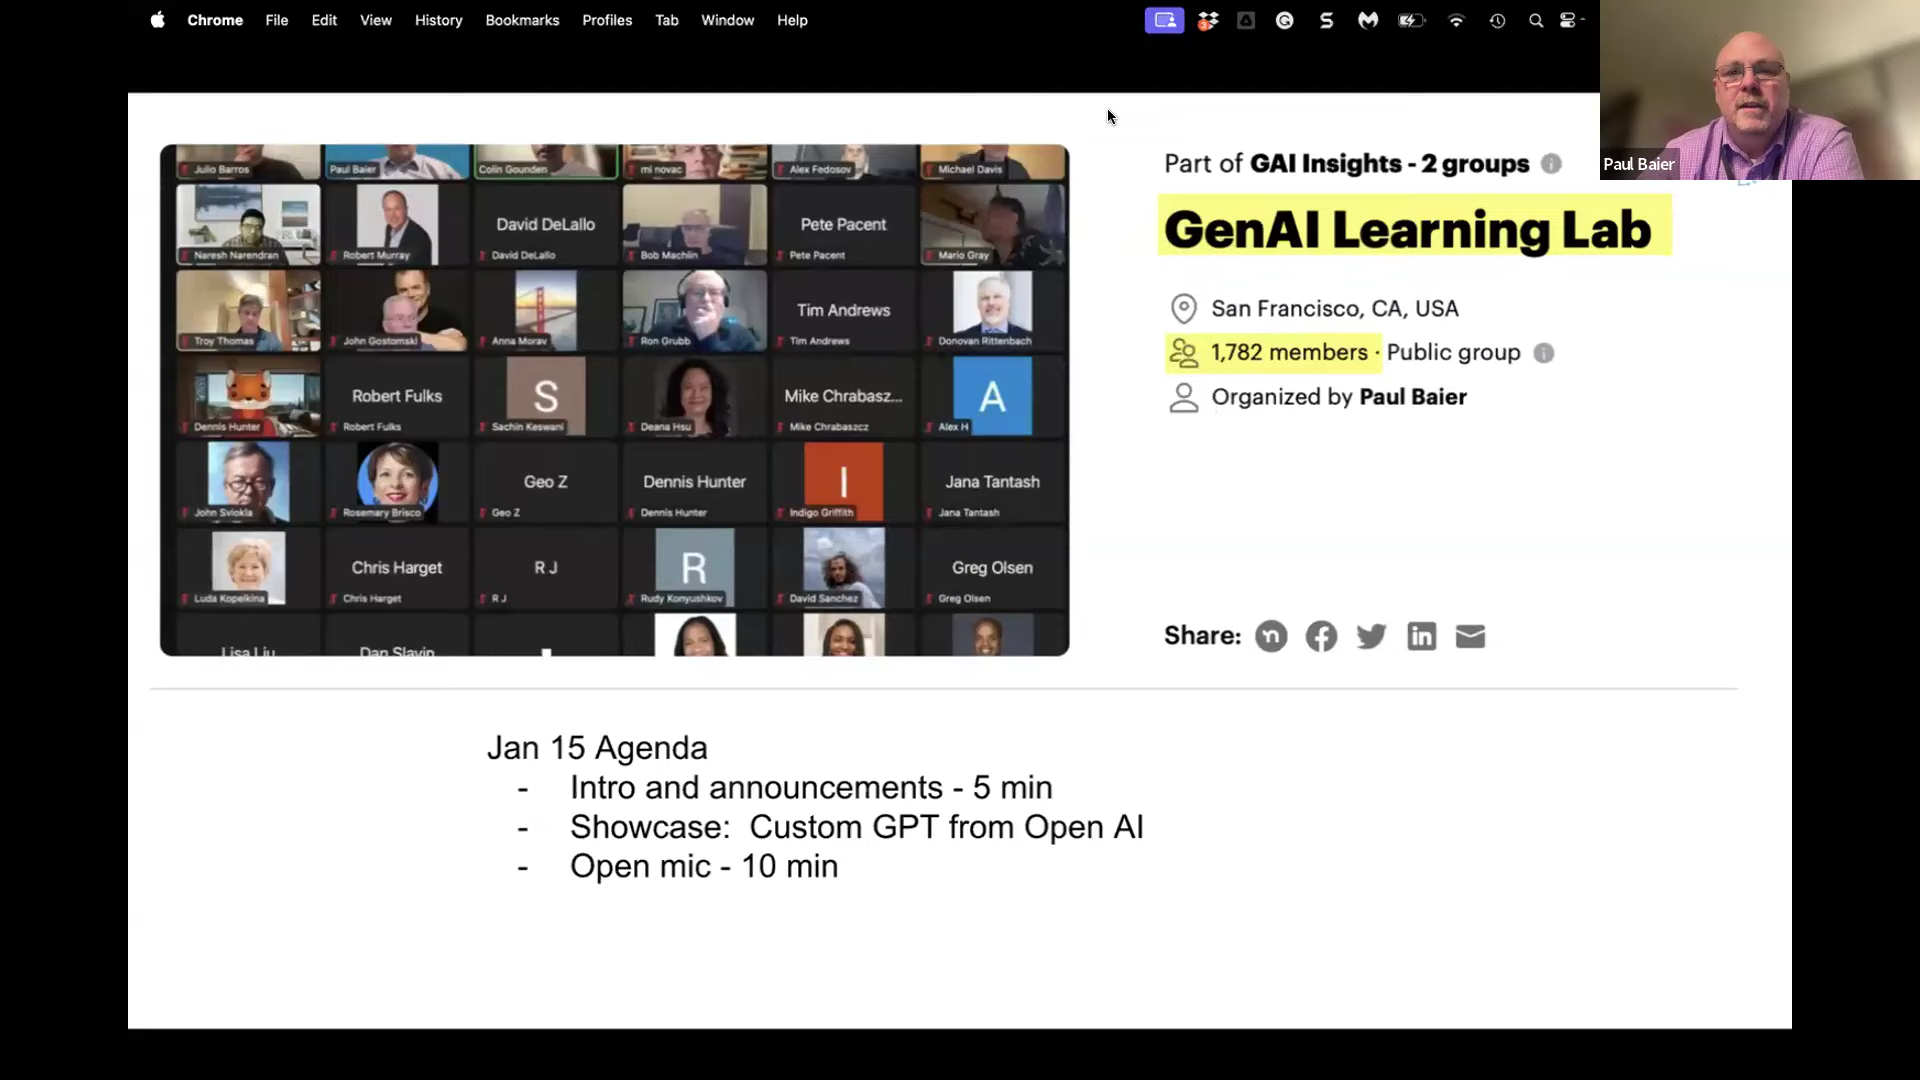 Chrome File Edit View History Bookmarks Profiles Tab Window Help
Paul Baier
Julio Barros Paul Baier Colin Gounden mi novac Alex Fedosov Michael Davis
David DeLallo Pete Pacent
Naresh Narendran Robert Murray David DeLallo Bob Machlin Pete Pacent Mario Gray
Tim Andrews
Troy Thomas John Gostomski Anna Morav Ron Grubb Tim Andrews Donovan Rittenbach
Robert Fulks S Mike Chrabasz... A
Dennis Hunter Robert Fulks Sachin Keswani Deana Hsu Mike Chrabaszcz Alex H
Geo Z Dennis Hunter I Jana Tantash
John Sviokla Rosemary Brisco Geo Z Dennis Hunter Indigo Griffith Jana Tantash
Chris Harget R J R Greg Olsen
Luda Kopeikina Chris Harget R J Rudy Konyushkov David Sanchez Greg Olsen
Lisa Liu Dan Slavin
Part of GAI Insights - 2 groups
GenAI Learning Lab
San Francisco, CA, USA
1,782 members · Public group
Organized by Paul Baier
Share:
Jan 15 Agenda
- Intro and announcements - 5 min
- Showcase: Custom GPT from Open AI
- Open mic - 10 min